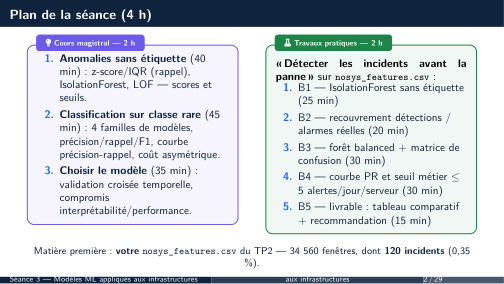 Plan de la séance (4 h)
Cours magistral — 2 h
1. Anomalies sans étiquette (40
min) : z-score/IQR (rappel),
IsolationForest, LOF — scores et
seuils.
2. Classification sur classe rare (45
min) : 4 familles de modèles,
précision/rappel/F1, courbe
précision-rappel, coût asymétrique.
3. Choisir le modèle (35 min) :
validation croisée temporelle,
compromis
interprétabilité/performance.
Travaux pratiques — 2 h
« Détecter les incidents avant la
panne » sur nosys_features.csv :
1. B1 — IsolationForest sans étiquette
(25 min)
2. B2 — recouvrement détections /
alarmes réelles (20 min)
3. B3 — forêt balanced + matrice de
confusion (30 min)
4. B4 — courbe PR et seuil métier ≤
5 alertes/jour/serveur (30 min)
5. B5 — livrable : tableau comparatif
+ recommandation (15 min)
Matière première : votre nosys_features.csv du TP2 — 34 560 fenêtres, dont 120 incidents (0,35
%).
Séance 3 — Modèles ML appliqués aux infrastructures
aux infrastructures
2 / 29